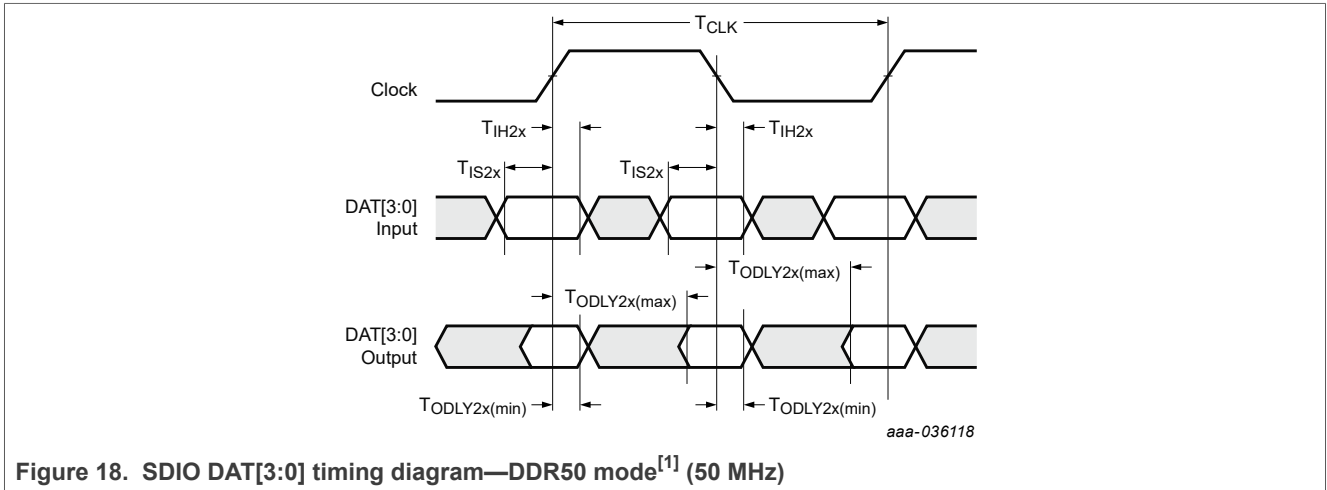 TCLK
Clock
TIH2x
TIH2x
TIS2x
TIS2x
DAT[3:0]
Input
TODLY2x(max)
TODLY2x(max)
DAT[3:0]
Output
TODLY2x(min)
TODLY2x(min)
aaa-036118
Figure 18. SDIO DAT[3:0] timing diagram—DDR50 mode[1] (50 MHz)